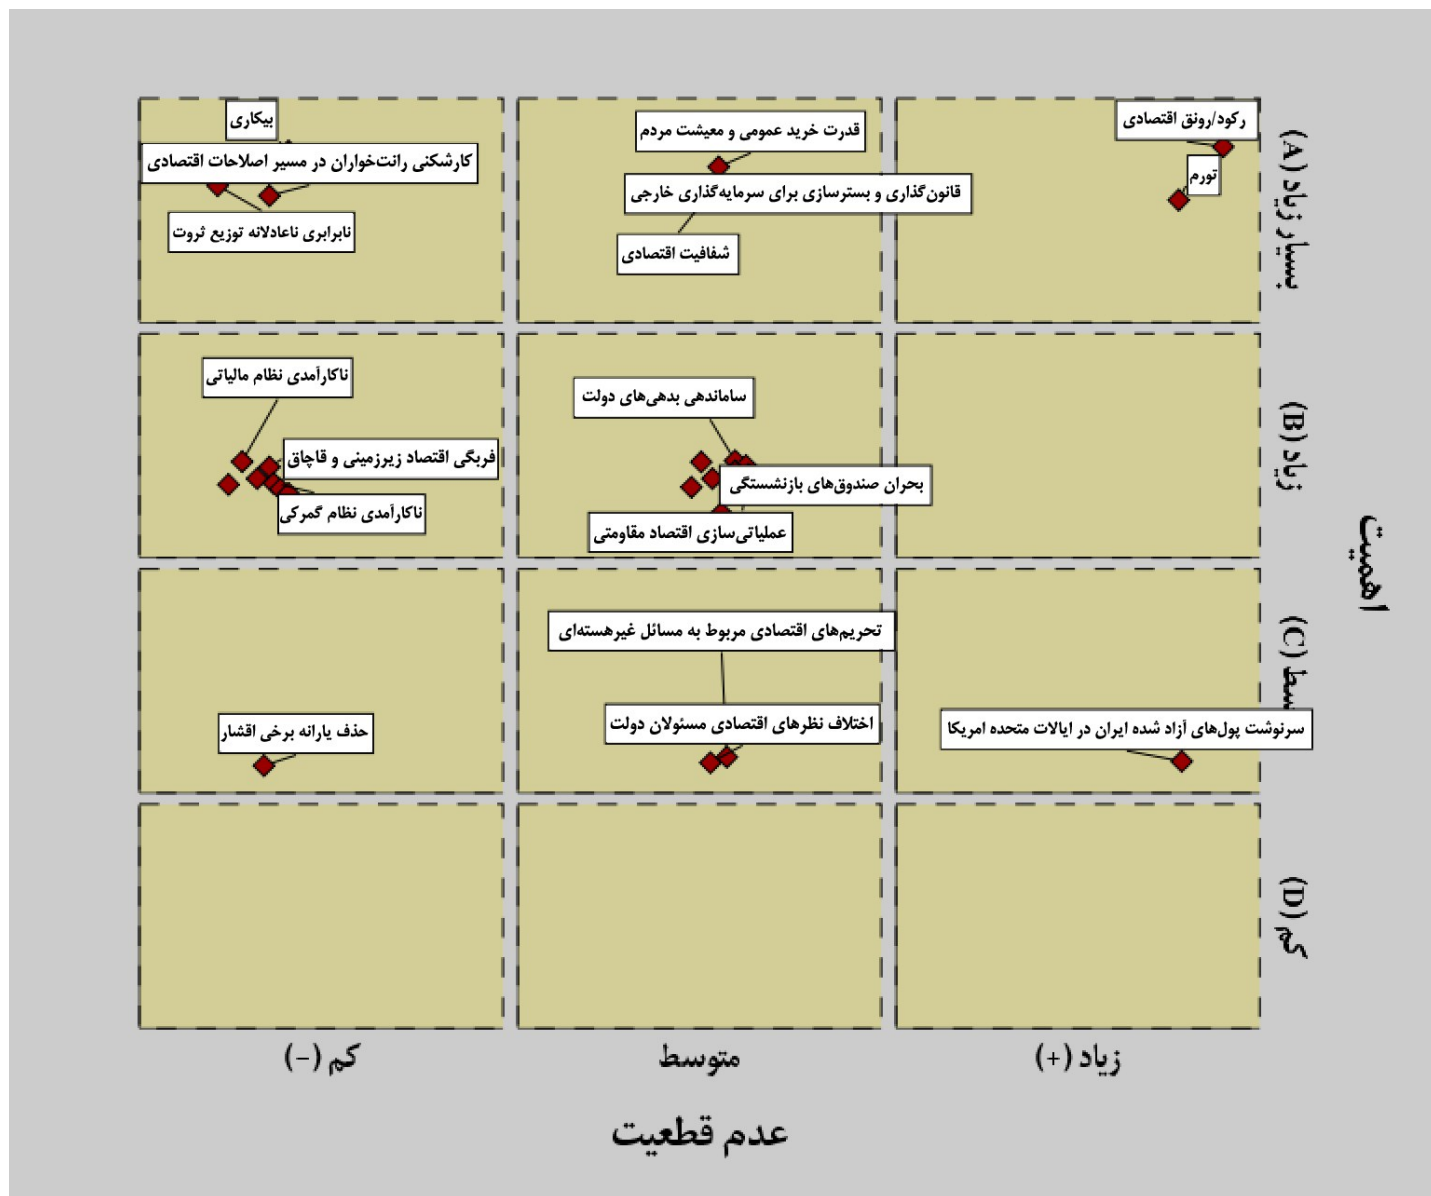 رکود/رونق اقتصادی
تورم
قدرت خرید عمومی و معیشت مردم
قانون‌گذاری و بسترسازی برای سرمایه‌گذاری خارجی
شفافیت اقتصادی
بیکاری
کارشکنی رانت‌خواران در مسیر اصلاحات اقتصادی
نابرابری ناعادلانه توزیع ثروت
بسیار زیاد (A)
ساماندهی بدهی‌های دولت
بحران صندوق‌های بازنشستگی
عملیاتی‌سازی اقتصاد مقاومتی
ناکارآمدی نظام مالیاتی
فربگی اقتصاد زیرزمینی و قاچاق
ناکارآمدی نظام گمرکی
زیاد (B)
اهمیت
سرنوشت پول‌های آزاد شده ایران در ایالات متحده امریکا
تحریم‌های اقتصادی مربوط به مسائل غیرهسته‌ای
اختلاف نظرهای اقتصادی مسئولان دولت
حذف یارانه برخی اقشار
(C)
کم (D)
زیاد (+)
متوسط
کم (-)
عدم قطعیت